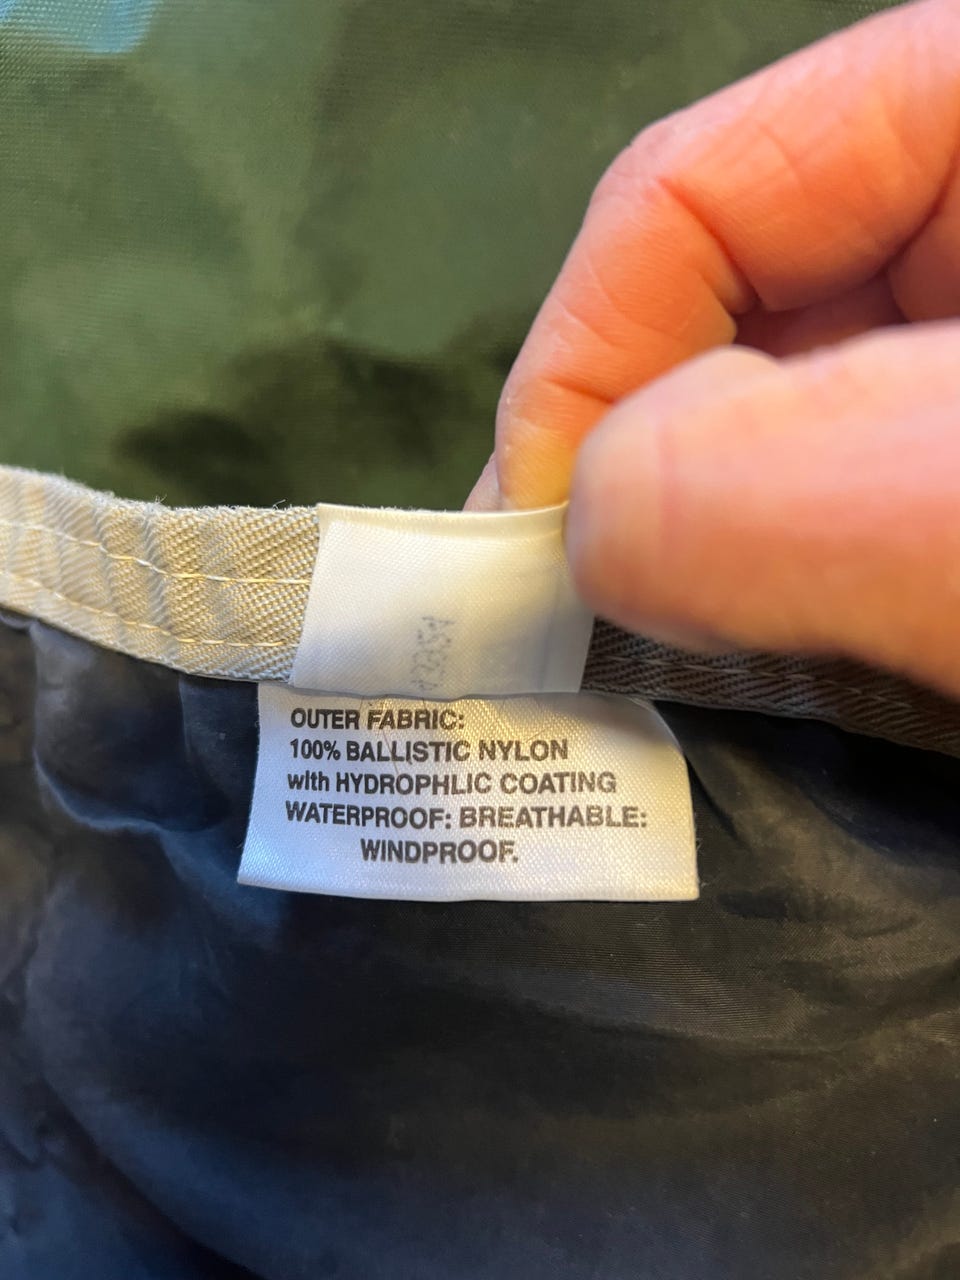 OUTER FABRIC:
100% BALLISTIC NYLON
with HYDROPHLIC COATING
WATERPROOF: BREATHABLE:
WINDPROOF.